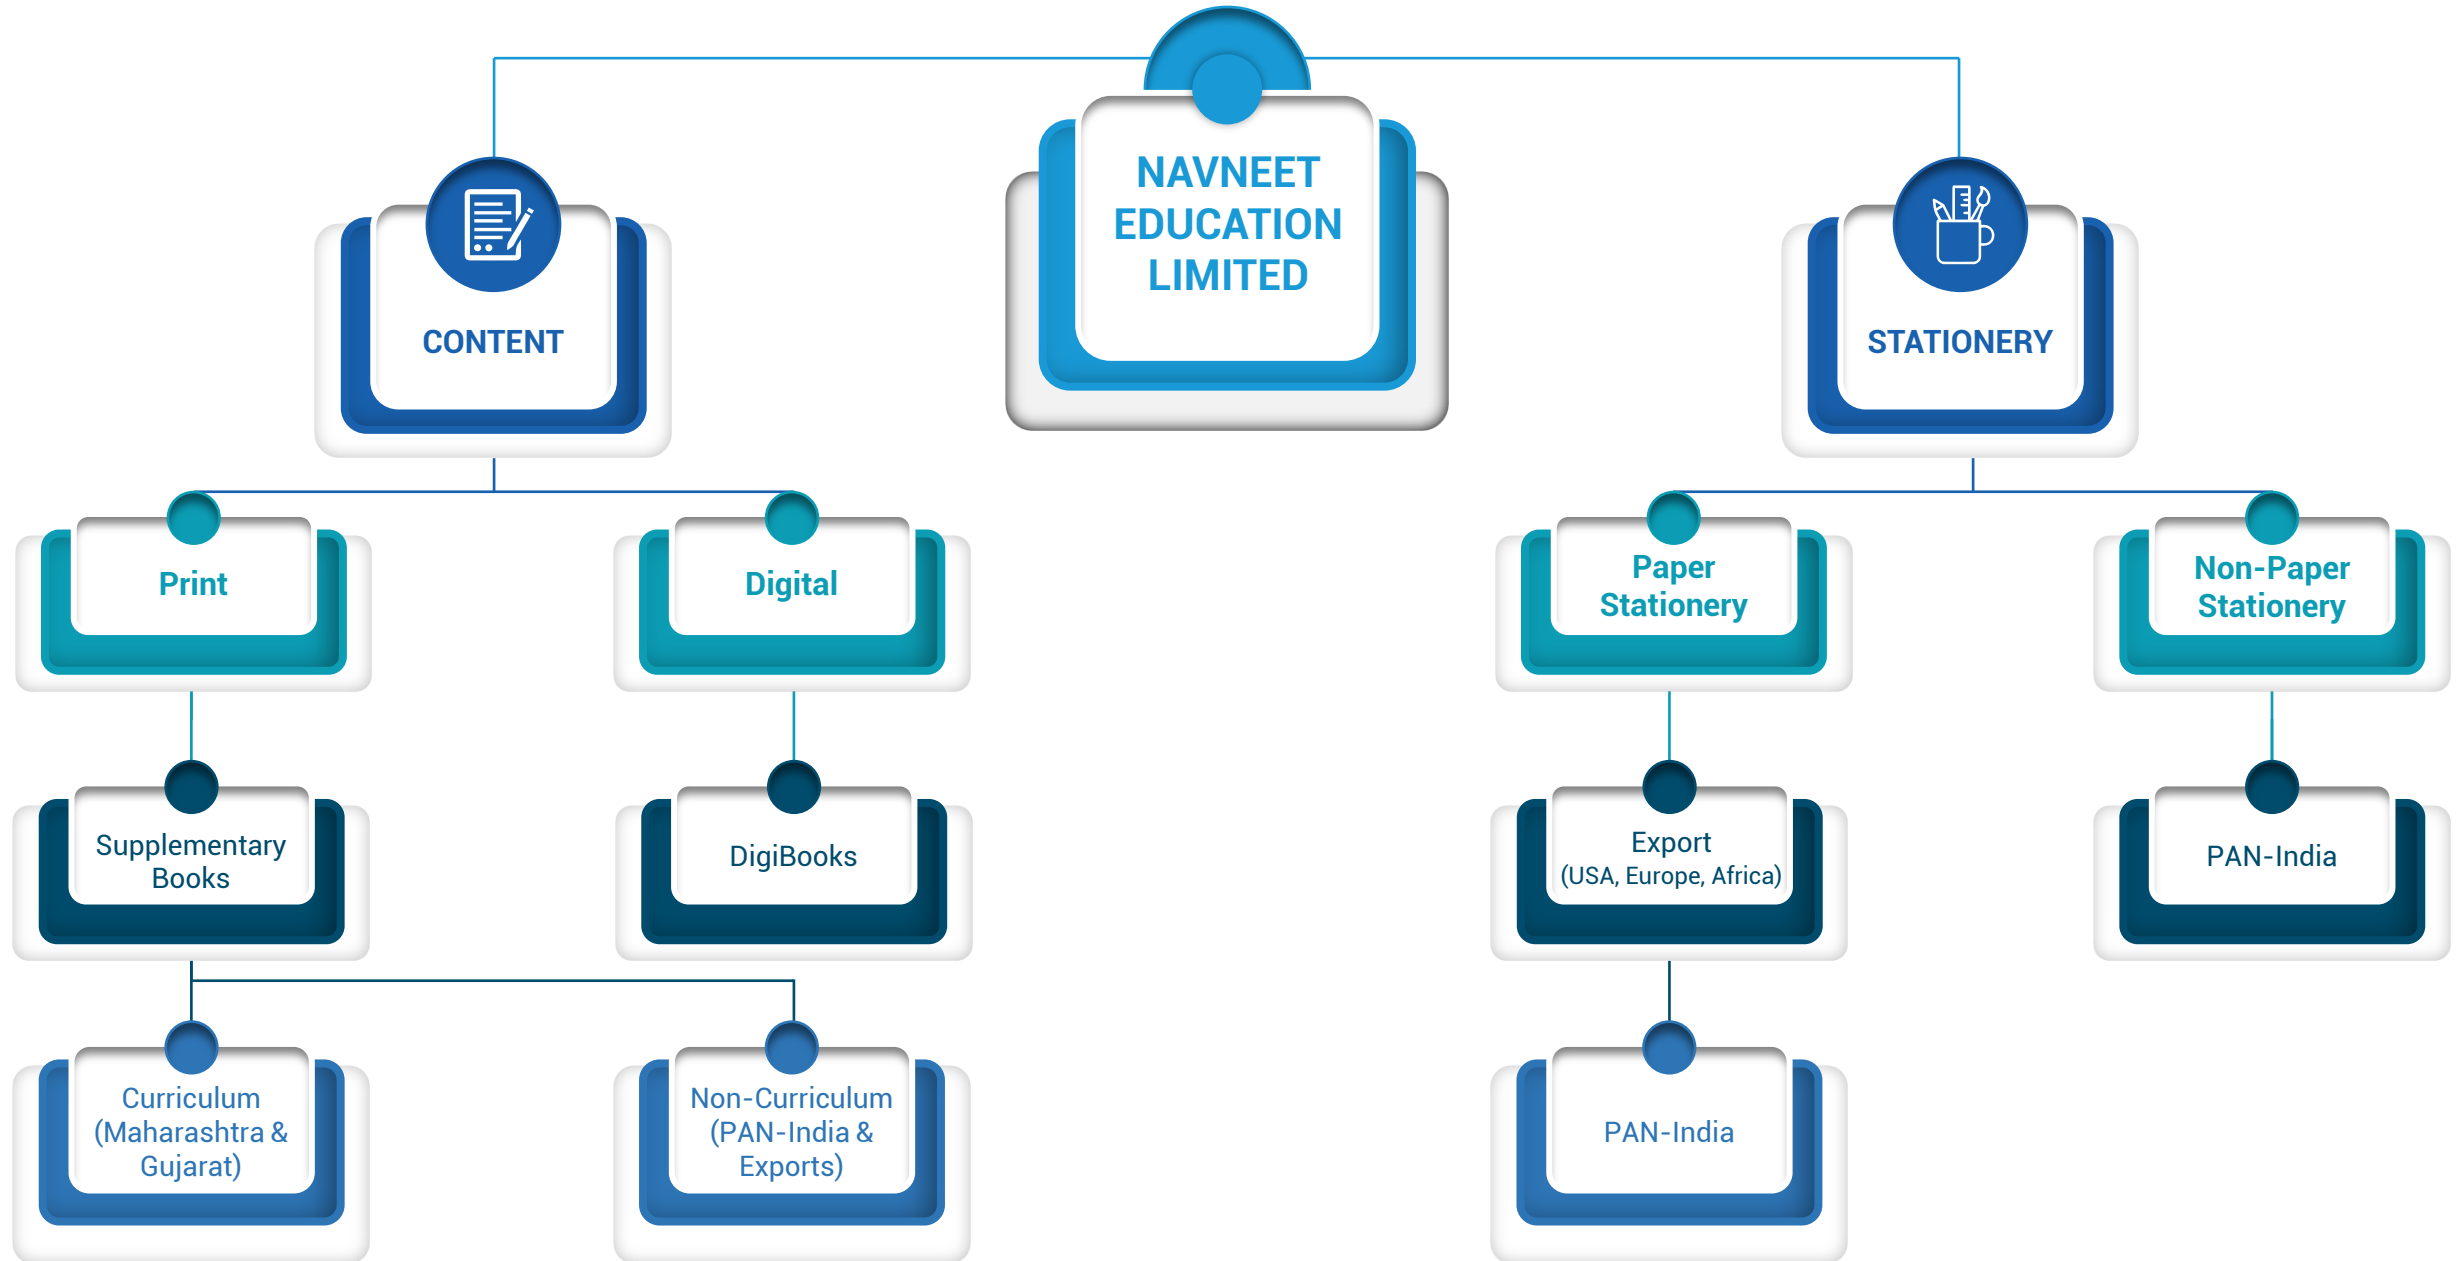 NAVNEET
EDUCATION
LIMITED
CONTENT
STATIONERY
Print
Digital
Paper
Stationery
Non-Paper
Stationery
Supplementary
Books
DigiBooks
Export
(USA, Europe, Africa)
PAN-India
Curriculum
(Maharashtra &
Gujarat)
Non-Curriculum
(PAN-India &
Exports)
PAN-India